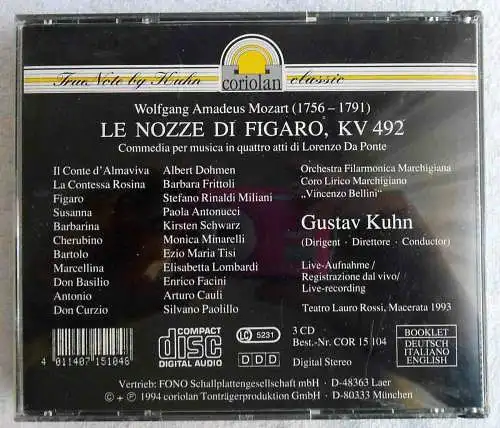 TrueNote by Kuhn coriolan classic
Wolfgang Amadeus Mozart (1756 – 1791)
LE NOZZE DI FIGARO, KV 492
Commedia per musica in quattro atti di Lorenzo Da Ponte
Il Conte d'Almaviva Albert Dohmen
La Contessa Rosina Barbara Frittoli
Figaro Stefano Rinaldi Miliani
Susanna Paola Antonucci
Barbarina Kirsten Schwarz
Cherubino Monica Minarelli
Bartolo Ezio Maria Tisi
Marcellina Elisabetta Lombardi
Don Basilio Enrico Facini
Antonio Arturo Cauli
Don Curzio Silvano Paolillo
Orchestra Filarmonica Marchigiana
Coro Lirico Marchigiano
„Vincenzo Bellini"
Gustav Kuhn
(Dirigent · Direttore · Conductor)
Live-Aufnahme /
Registrazione dal vivo /
Live-recording
Teatro Lauro Rossi, Macerata 1993
4 011407 151048
COMPACT
disc
DIGITAL AUDIO
LC 5231
D D D
3 CD
Best.-Nr. COR 15 104
Digital Stereo
BOOKLET
DEUTSCH
ITALIANO
ENGLISH
Vertrieb: FONO Schallplattengesellschaft mbH · D-48363 Laer
© + ℗ 1994 coriolan Tonträgerproduktion GmbH · D-80333 München